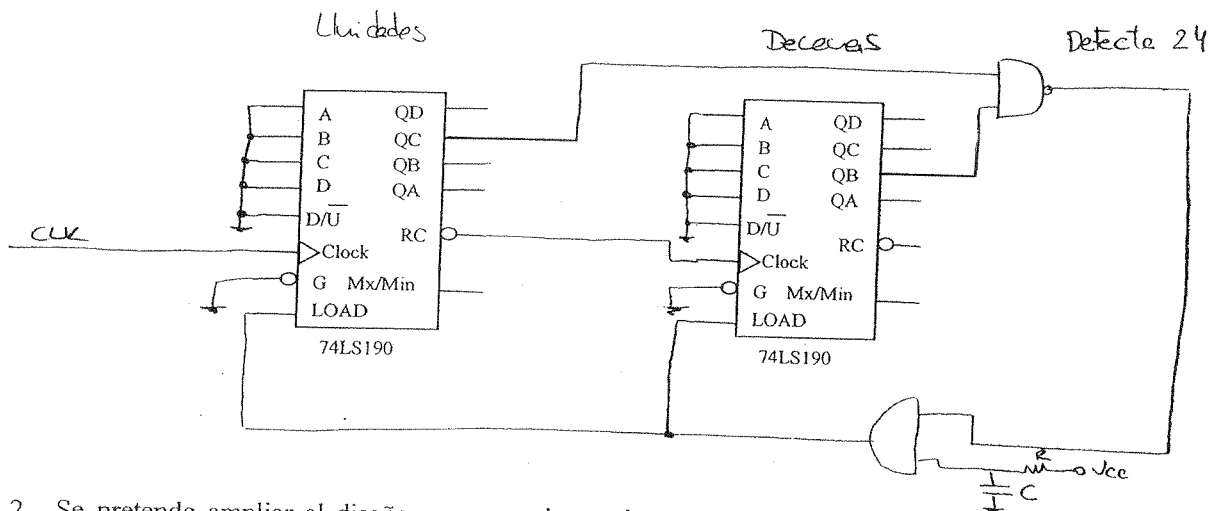 Unidades
Decenas
Detecta 24
A QD
B QC
C QB
D QA
D/U̅
RC
Clock
G Mx/Min
LOAD
74LS190
A QD
B QC
C QB
D QA
D/U̅
RC
Clock
G Mx/Min
LOAD
74LS190
CLK
R
Vcc
C
2. Se pretende ampliar el diseño